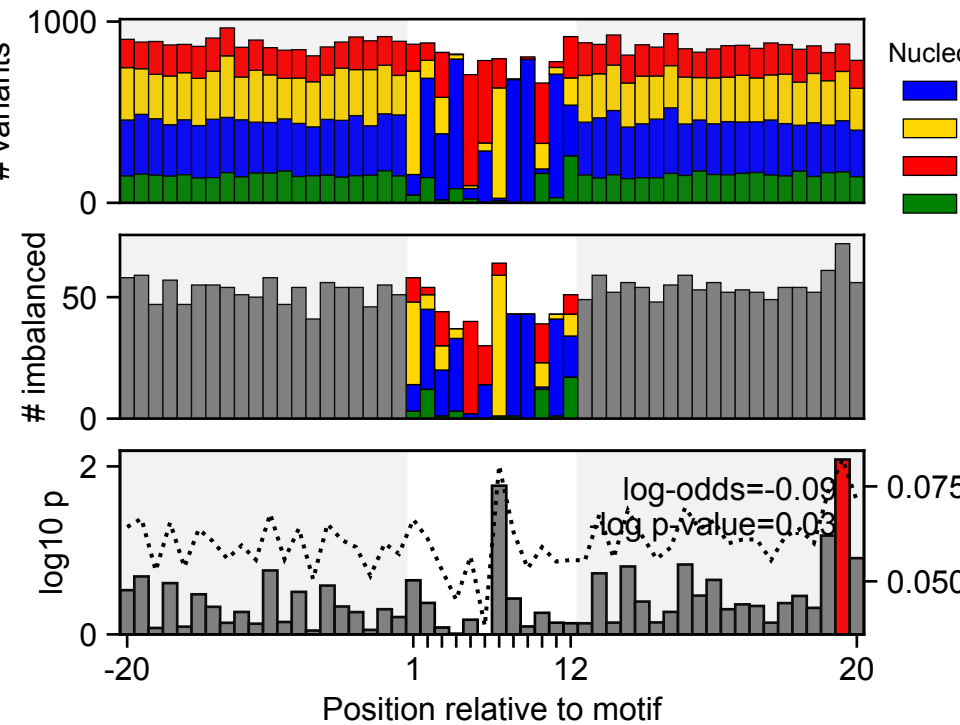 1000
0
# variants
Nucleo
50
0
# imbalanced
2
0
log10 p
log-odds=-0.09
log p-value=0.03
0.075
0.050
-20
1
12
20
Position relative to motif